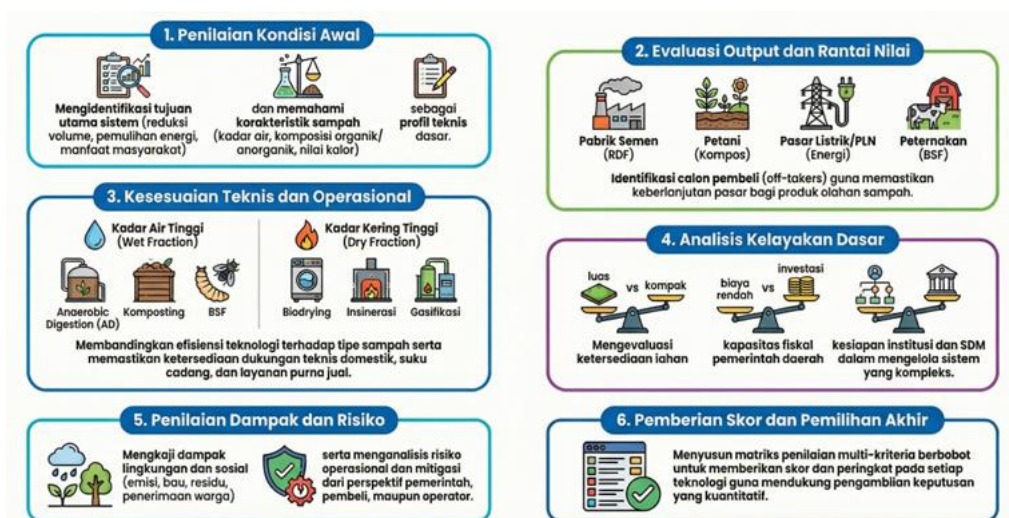 1. Penilaian Kondisi Awal
Mengidentifikasi tujuan
utama sistem (reduksi
volume, pemulihan energi,
manfaat masyarakat)
dan memahami
korakteristik sampah
(kadar air, komposisi organik/
anorganik, nilai kalor)
sebagai
profil teknis
dasar.
2. Evaluasi Output dan Rantai Nilai
Pabrik Semen
(RDF)
Petani
(Kompos)
Pasar Listrik/PLN
(Energi)
Peternakan
(BSF)
Identifikasi calon pembeli (off-takers) guna memastikan
keberlanjutan pasar bagi produk olahan sampah.
3. Kesesuaian Teknis dan Operasional
Kadar Air Tinggi
(Wet Fraction)
Kadar Kering Tinggi
(Dry Fraction)
Anaerobic
Digestion (AD)
Komposting
BSF
Biodrying
Insinerasi
Gasifikasi
Membandingkan efisiensi teknologi terhadap tipe sampah serta
memastikan ketersediaan dukungan teknis domestik, suku
cadang, dan layanan purna jual.
4. Analisis Kelayakan Dasar
luas
vs
kompak
Mengevaluasi
ketersediaan iahan
biaya
rendah
vs
investasi
kapasitas fiskal
pemerintah daerah
kesiapan institusi dan SDM
dalam mengelola sistem
yang kompleks.
5. Penilaian Dampak dan Risiko
Mengkaji dampak
lingkungan dan sosial
(emisi, bau, residu,
penerimaan warga)
serta menganalisis risiko
operasional dan mitigasi
dari perspektif pemerintah,
pembeli, maupun operator.
6. Pemberian Skor dan Pemilihan Akhir
Menyusun matriks penilaian multi-kriteria berbobot
untuk memberikan skor dan peringkat pada setiap
teknologi guna mendukung pengambiian keputusan
yang kuantitatif.